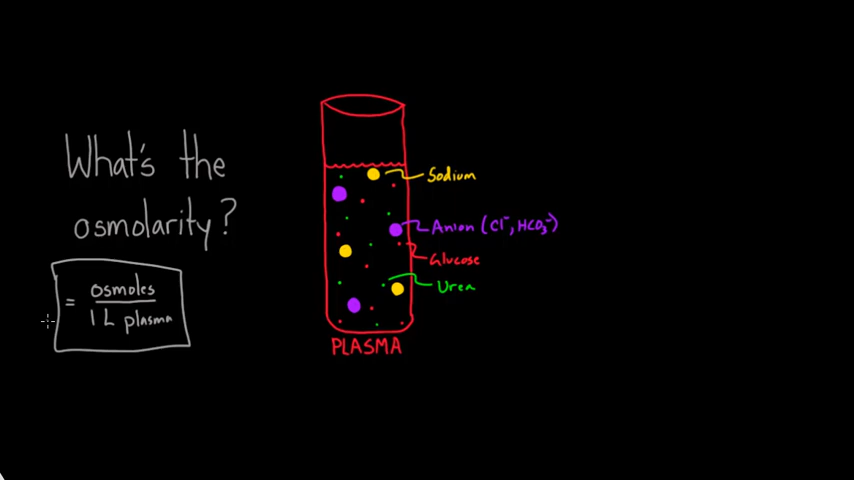 What's the
osmolarity?
= osmoles / 1 L plasma
Sodium
Anion (Cl⁻, HCO₃⁻)
Glucose
Urea
PLASMA